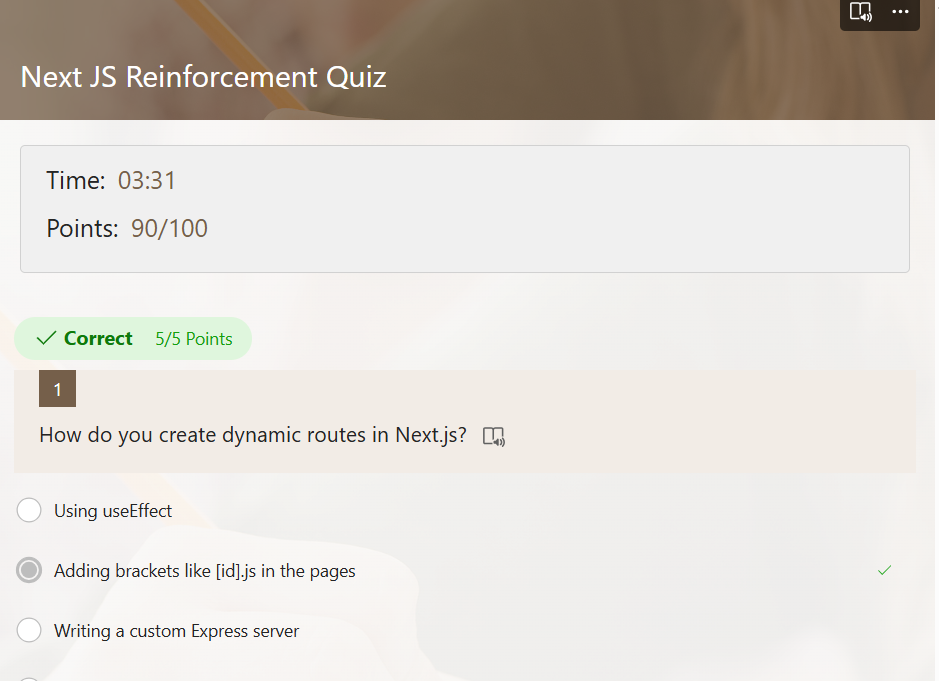 Next JS Reinforcement Quiz
Time: 03:31
Points: 90/100
Correct 5/5 Points
1
How do you create dynamic routes in Next.js?
Using useEffect
Adding brackets like [id].js in the pages
Writing a custom Express server